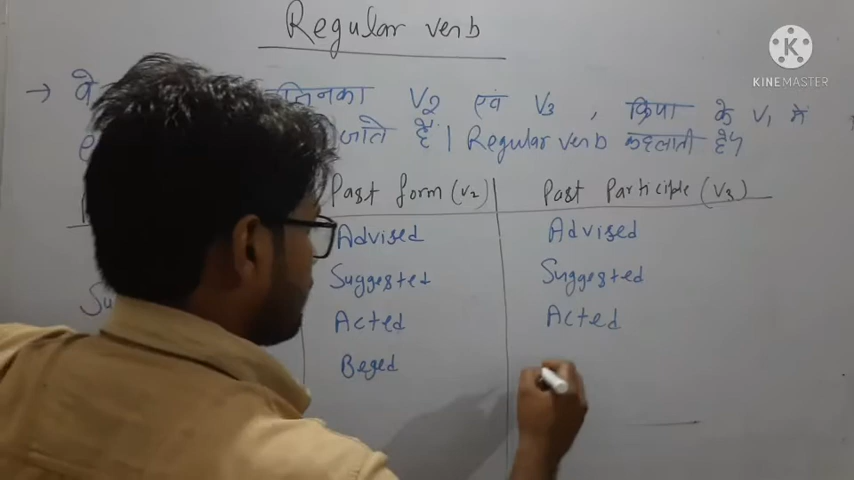 Regular verb
KINEMASTER
→ वे जिनका V2 एवं V3 , क्रिया के V1 में
जाते हैं। Regular verb कहलाती है।
Past form (V2) Past Participle (V3)
Advised Advised
Suggested Suggested
Acted Acted
Beged